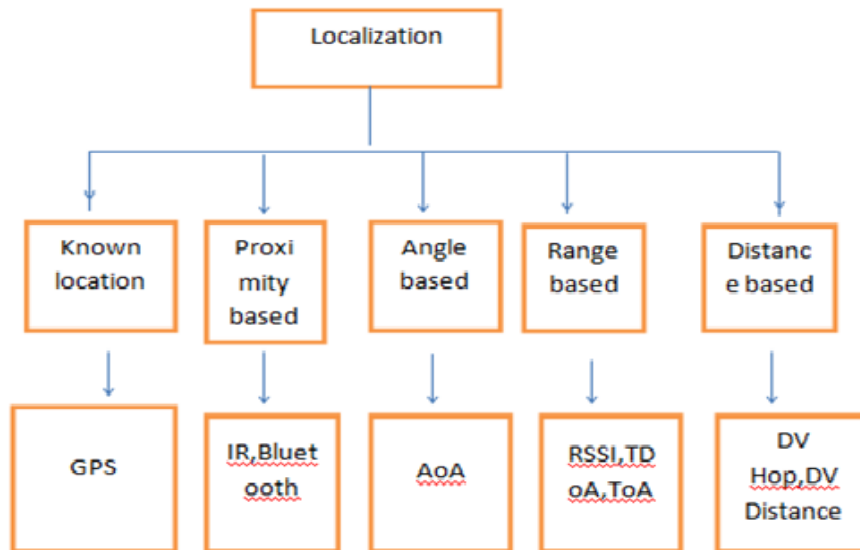 Localization
Known
location
Proxi
mity
based
Angle
based
Range
based
Distanc
e based
GPS
IR,Bluet
ooth
AoA
RSSI,TD
oA,ToA
DV
Hop,DV
Distance